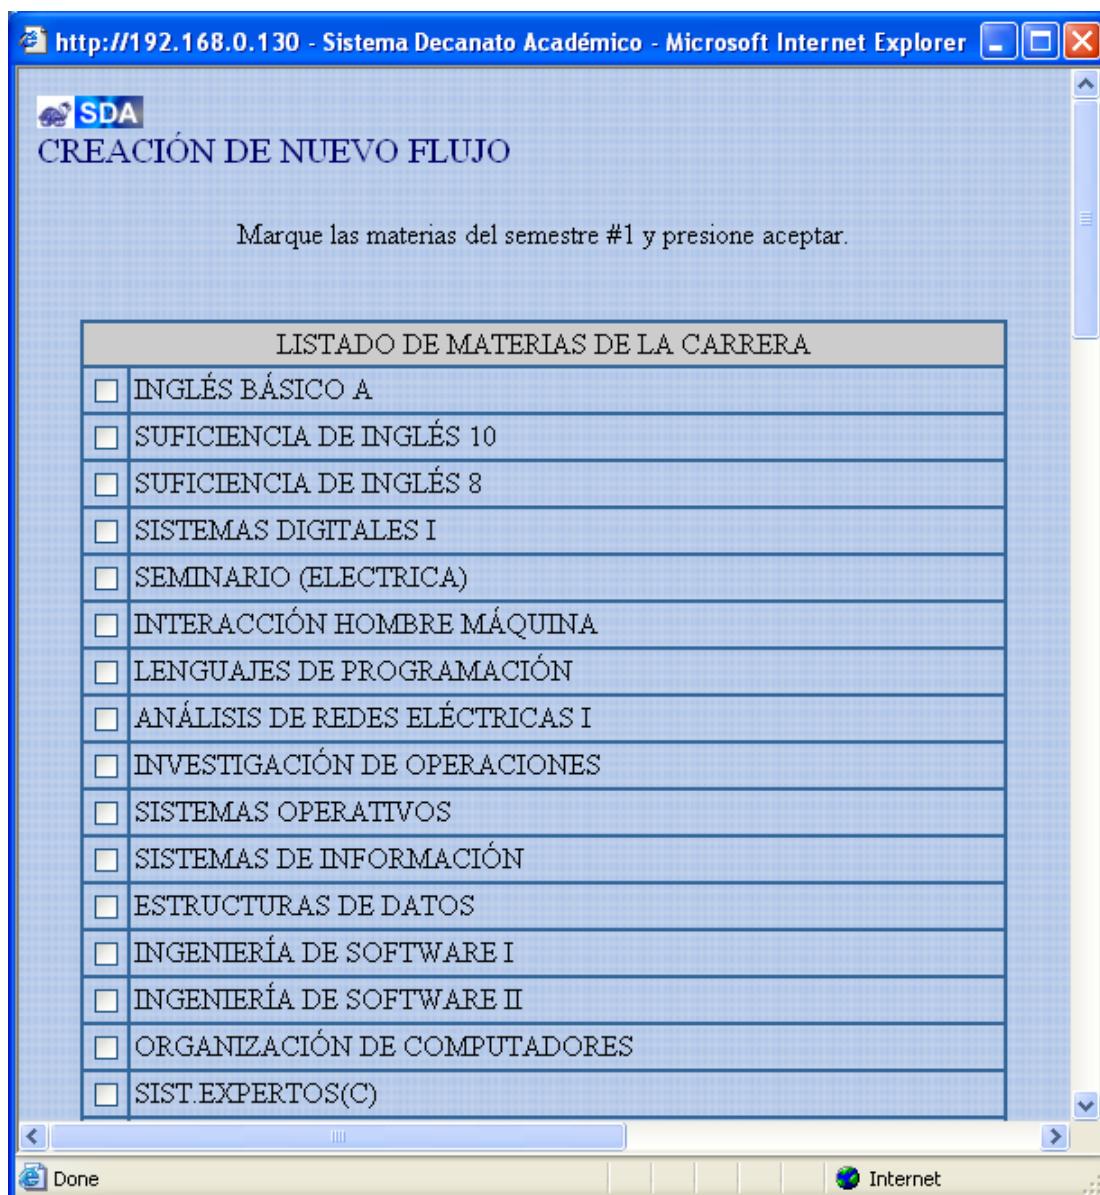 http://192.168.0.130 - Sistema Decanato Académico - Microsoft Internet Explorer
SDA
CREACIÓN DE NUEVO FLUJO
Marque las materias del semestre #1 y presione aceptar.
LISTADO DE MATERIAS DE LA CARRERA
INGLÉS BÁSICO A
SUFICIENCIA DE INGLÉS 10
SUFICIENCIA DE INGLÉS 8
SISTEMAS DIGITALES I
SEMINARIO (ELECTRICA)
INTERACCIÓN HOMBRE MÁQUINA
LENGUAJES DE PROGRAMACIÓN
ANÁLISIS DE REDES ELÉCTRICAS I
INVESTIGACIÓN DE OPERACIONES
SISTEMAS OPERATIVOS
SISTEMAS DE INFORMACIÓN
ESTRUCTURAS DE DATOS
INGENIERÍA DE SOFTWARE I
INGENIERÍA DE SOFTWARE II
ORGANIZACIÓN DE COMPUTADORES
SIST.EXPERTOS(C)
Done Internet